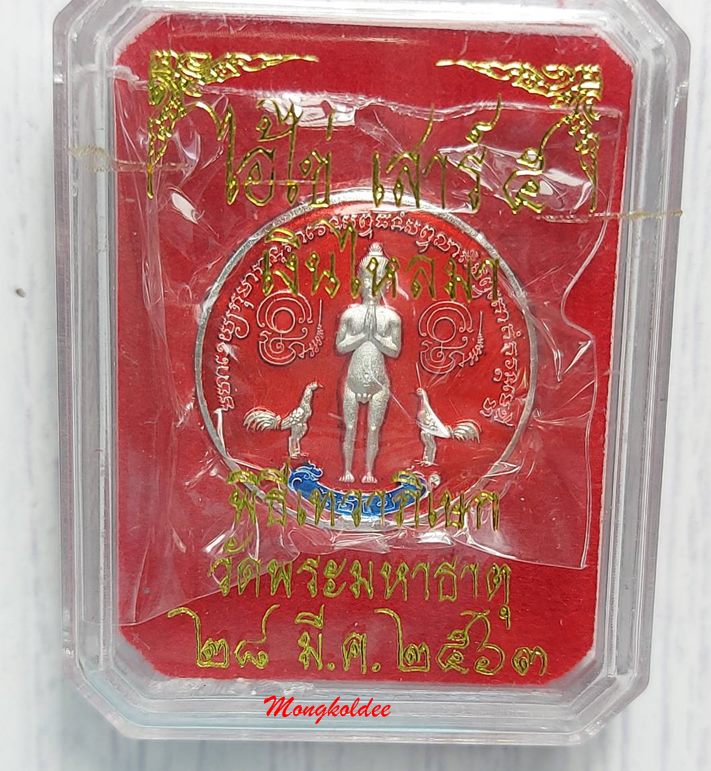 ไอ้ไข่ เสาร์ ๕
เงินไหลมา
พิธีเทวาภิเษก
วัดพระมหาธาตุ
๒๘ มี.ค.๒๕๖๓
Mongkoldee